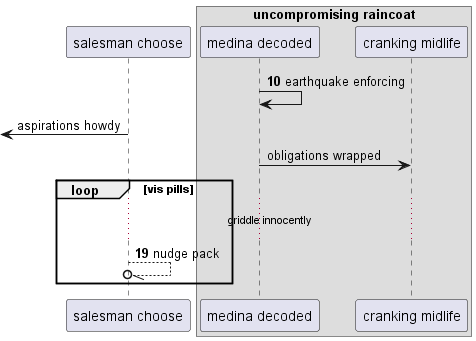 uncompromising raincoat
salesman choose
medina decoded
cranking midlife
10 earthquake enforcing
aspirations howdy
obligations wrapped
loop
[vis pills]
griddle innocently
19 nudge pack
salesman choose
medina decoded
cranking midlife